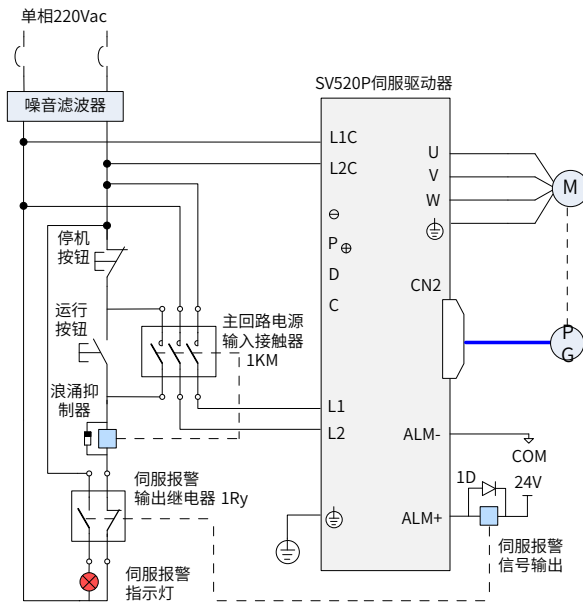 单相220Vac
噪音滤波器
SV520P伺服驱动器
L1C
L2C
⊖
P⊕
D
C
L1
L2
U
V
W
CN2
ALM-
ALM+
M
P
G
COM
1D
24V
伺服报警
信号输出
停机
按钮
运行
按钮
主回路电源
输入接触器
1KM
浪涌抑
制器
伺服报警
输出继电器 1Ry
伺服报警
指示灯